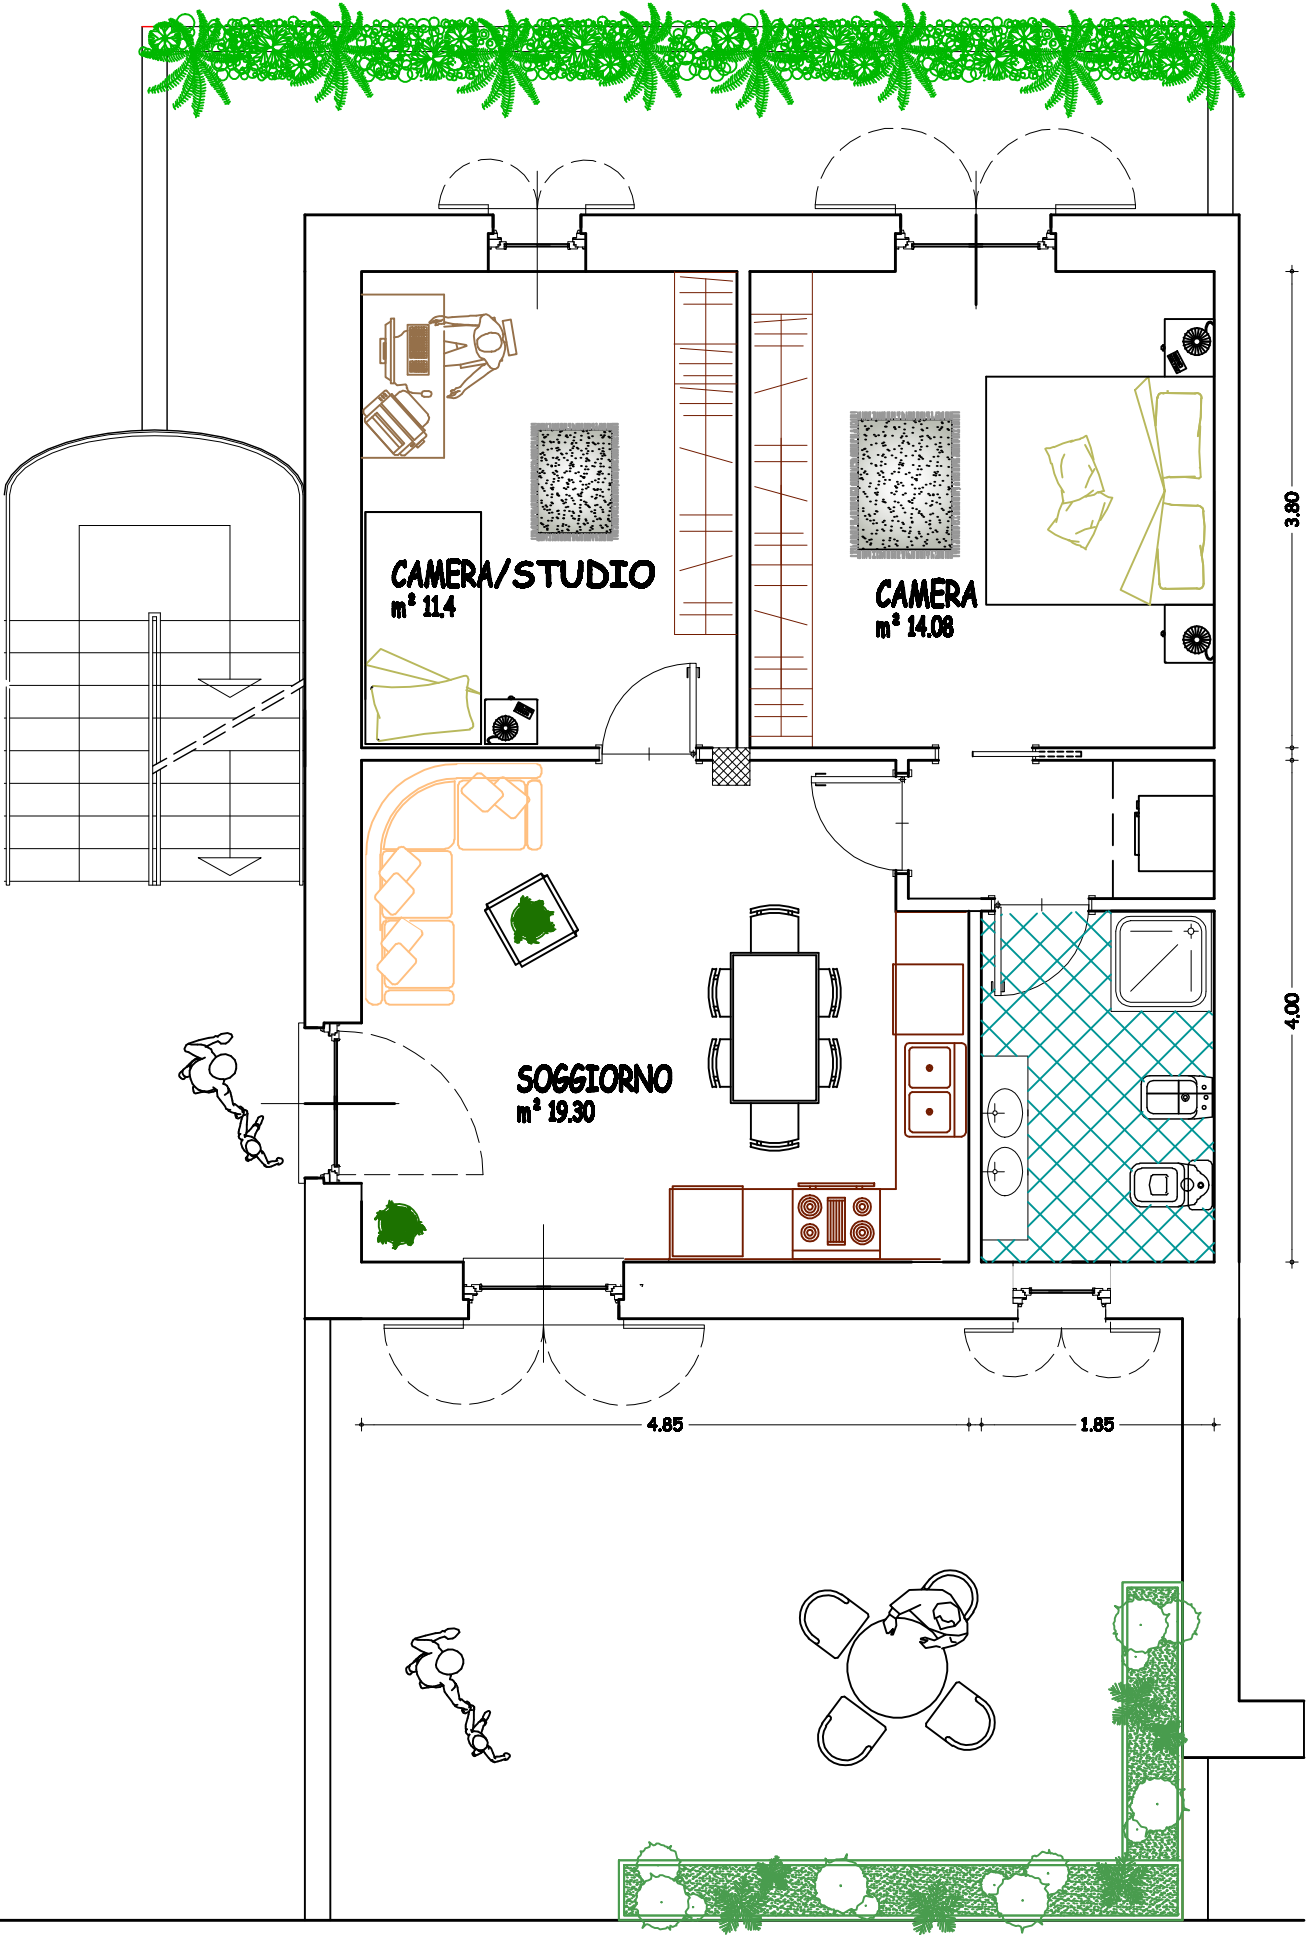 3.80
CAMERA/STUDIO
m² 11.4
CAMERA
m² 14.08
4.00
SOGGIORNO
m² 19.30
4.85
1.85